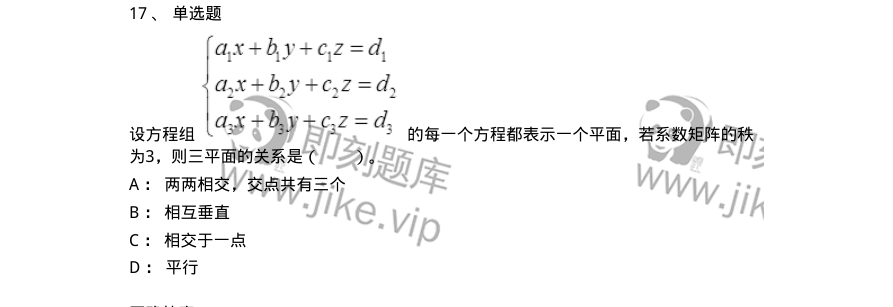 17 、 单选题
a₁x + b₁y + c₁z = d₁
a₂x + b₂y + c₂z = d₂
a₃x + b₃y + c₃z = d₃
设方程组 的每一个方程都表示一个平面，若系数矩阵的秩
为3，则三平面的关系是（ ）。
A ： 两两相交，交点共有三个
B ： 相互垂直
C ： 相交于一点
D ： 平行
即刻题库
www.jike.vip
即刻
www.jik